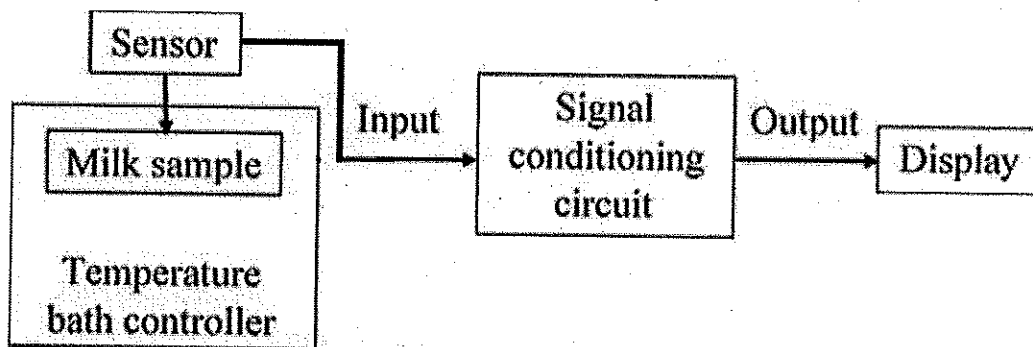 Sensor
Milk sample
Temperature
bath controller
Input
Signal
conditioning
circuit
Output
Display